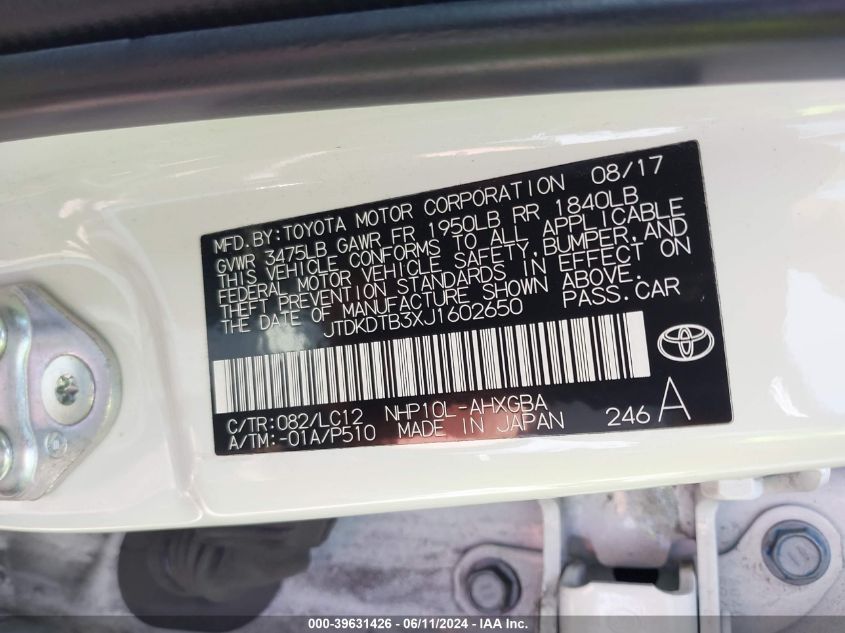 MFD. BY: TOYOTA MOTOR CORPORATION 08/17
GVWR 3475LB GAWR FR 1950LB RR 1840LB
THIS VEHICLE CONFORMS TO ALL APPLICABLE
FEDERAL MOTOR VEHICLE SAFETY, BUMPER, AND
THEFT PREVENTION STANDARDS IN EFFECT ON
THE DATE OF MANUFACTURE SHOWN ABOVE.
JTDKDTB3XJ1602650 PASS. CAR
C/TR: 082/LC12 NHP10L-AHXGBA
A/TM: -01A/P510 MADE IN JAPAN 246 A
000-39631426 - 06/11/2024 - IAA Inc.